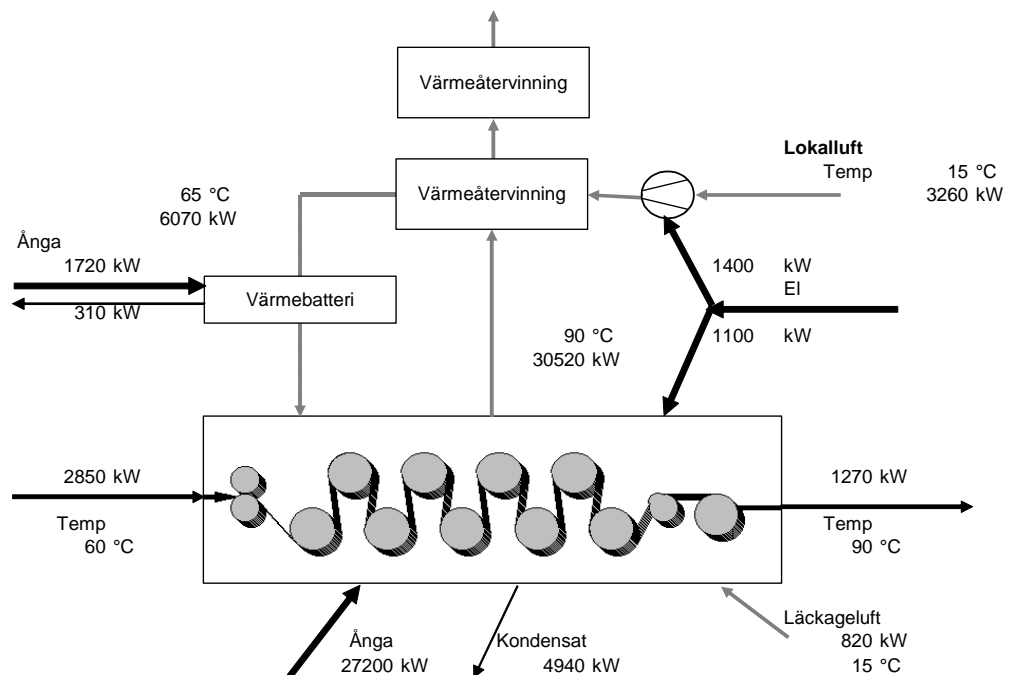 Värmeåtervinning
Lokalluft
Värmeåtervinning
Temp
15 °C
65 °C
3260 kW
6070 kW
Ånga
1720 kW
1400 kW
Värmebatteri
El
310 kW
90 °C
1100 kW
30520 kW
2850 kW
1270 kW
Temp
Temp
60 °C
90 °C
Ånga
Kondensat
Läckageluft
820 kW
27200 kW
4940 kW
15 °C